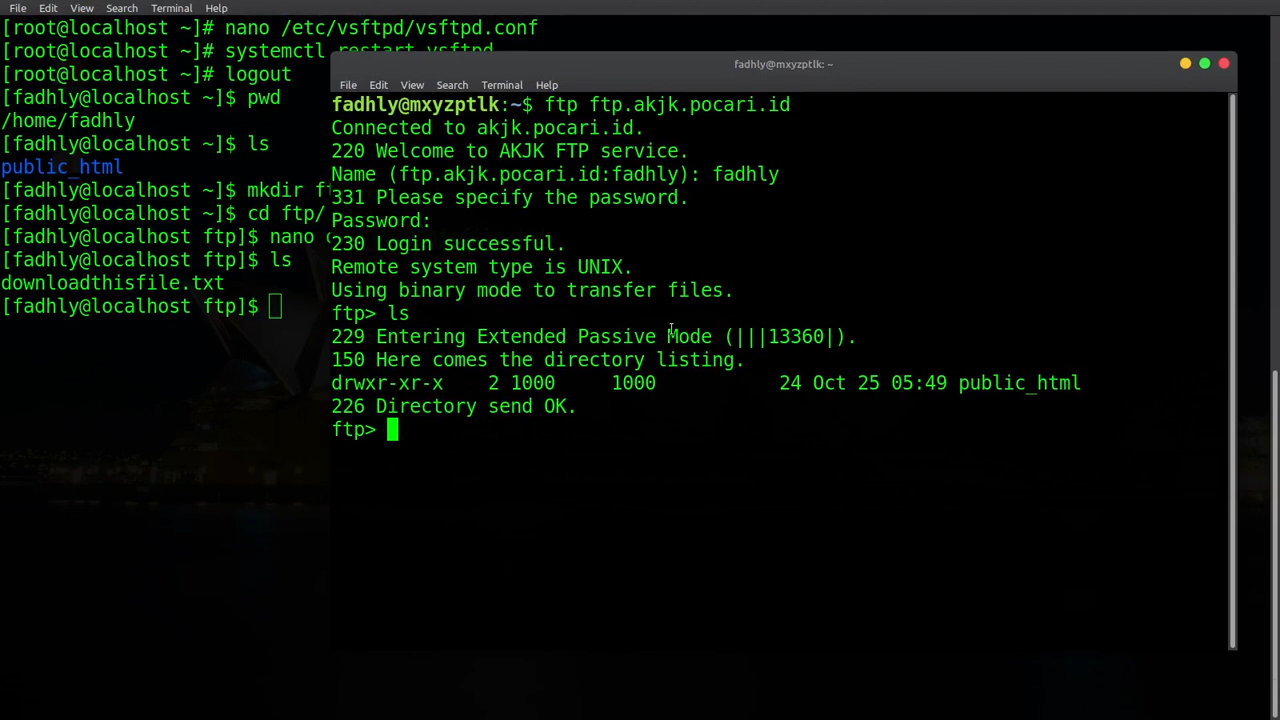 File Edit View Search Terminal Help
[root@localhost ~]# nano /etc/vsftpd/vsftpd.conf
[root@localhost ~]# systemctl restart vsftpd
[root@localhost ~]# logout
[fadhly@localhost ~]$ pwd
/home/fadhly
[fadhly@localhost ~]$ ls
public_html
[fadhly@localhost ~]$ mkdir
[fadhly@localhost ~]$ cd ftp/
[fadhly@localhost ftp]$ nano
[fadhly@localhost ftp]$ ls
downloadthisfile.txt
[fadhly@localhost ftp]$
fadhly@mxyzptlk: ~
File Edit View Search Terminal Help
fadhly@mxyzptlk:~$ ftp ftp.akjk.pocari.id
Connected to akjk.pocari.id.
220 Welcome to AKJK FTP service.
Name (ftp.akjk.pocari.id:fadhly): fadhly
331 Please specify the password.
Password:
230 Login successful.
Remote system type is UNIX.
Using binary mode to transfer files.
ftp> ls
229 Entering Extended Passive Mode (|||13360|).
150 Here comes the directory listing.
drwxr-xr-x    2 1000     1000           24 Oct 25 05:49 public_html
226 Directory send OK.
ftp>